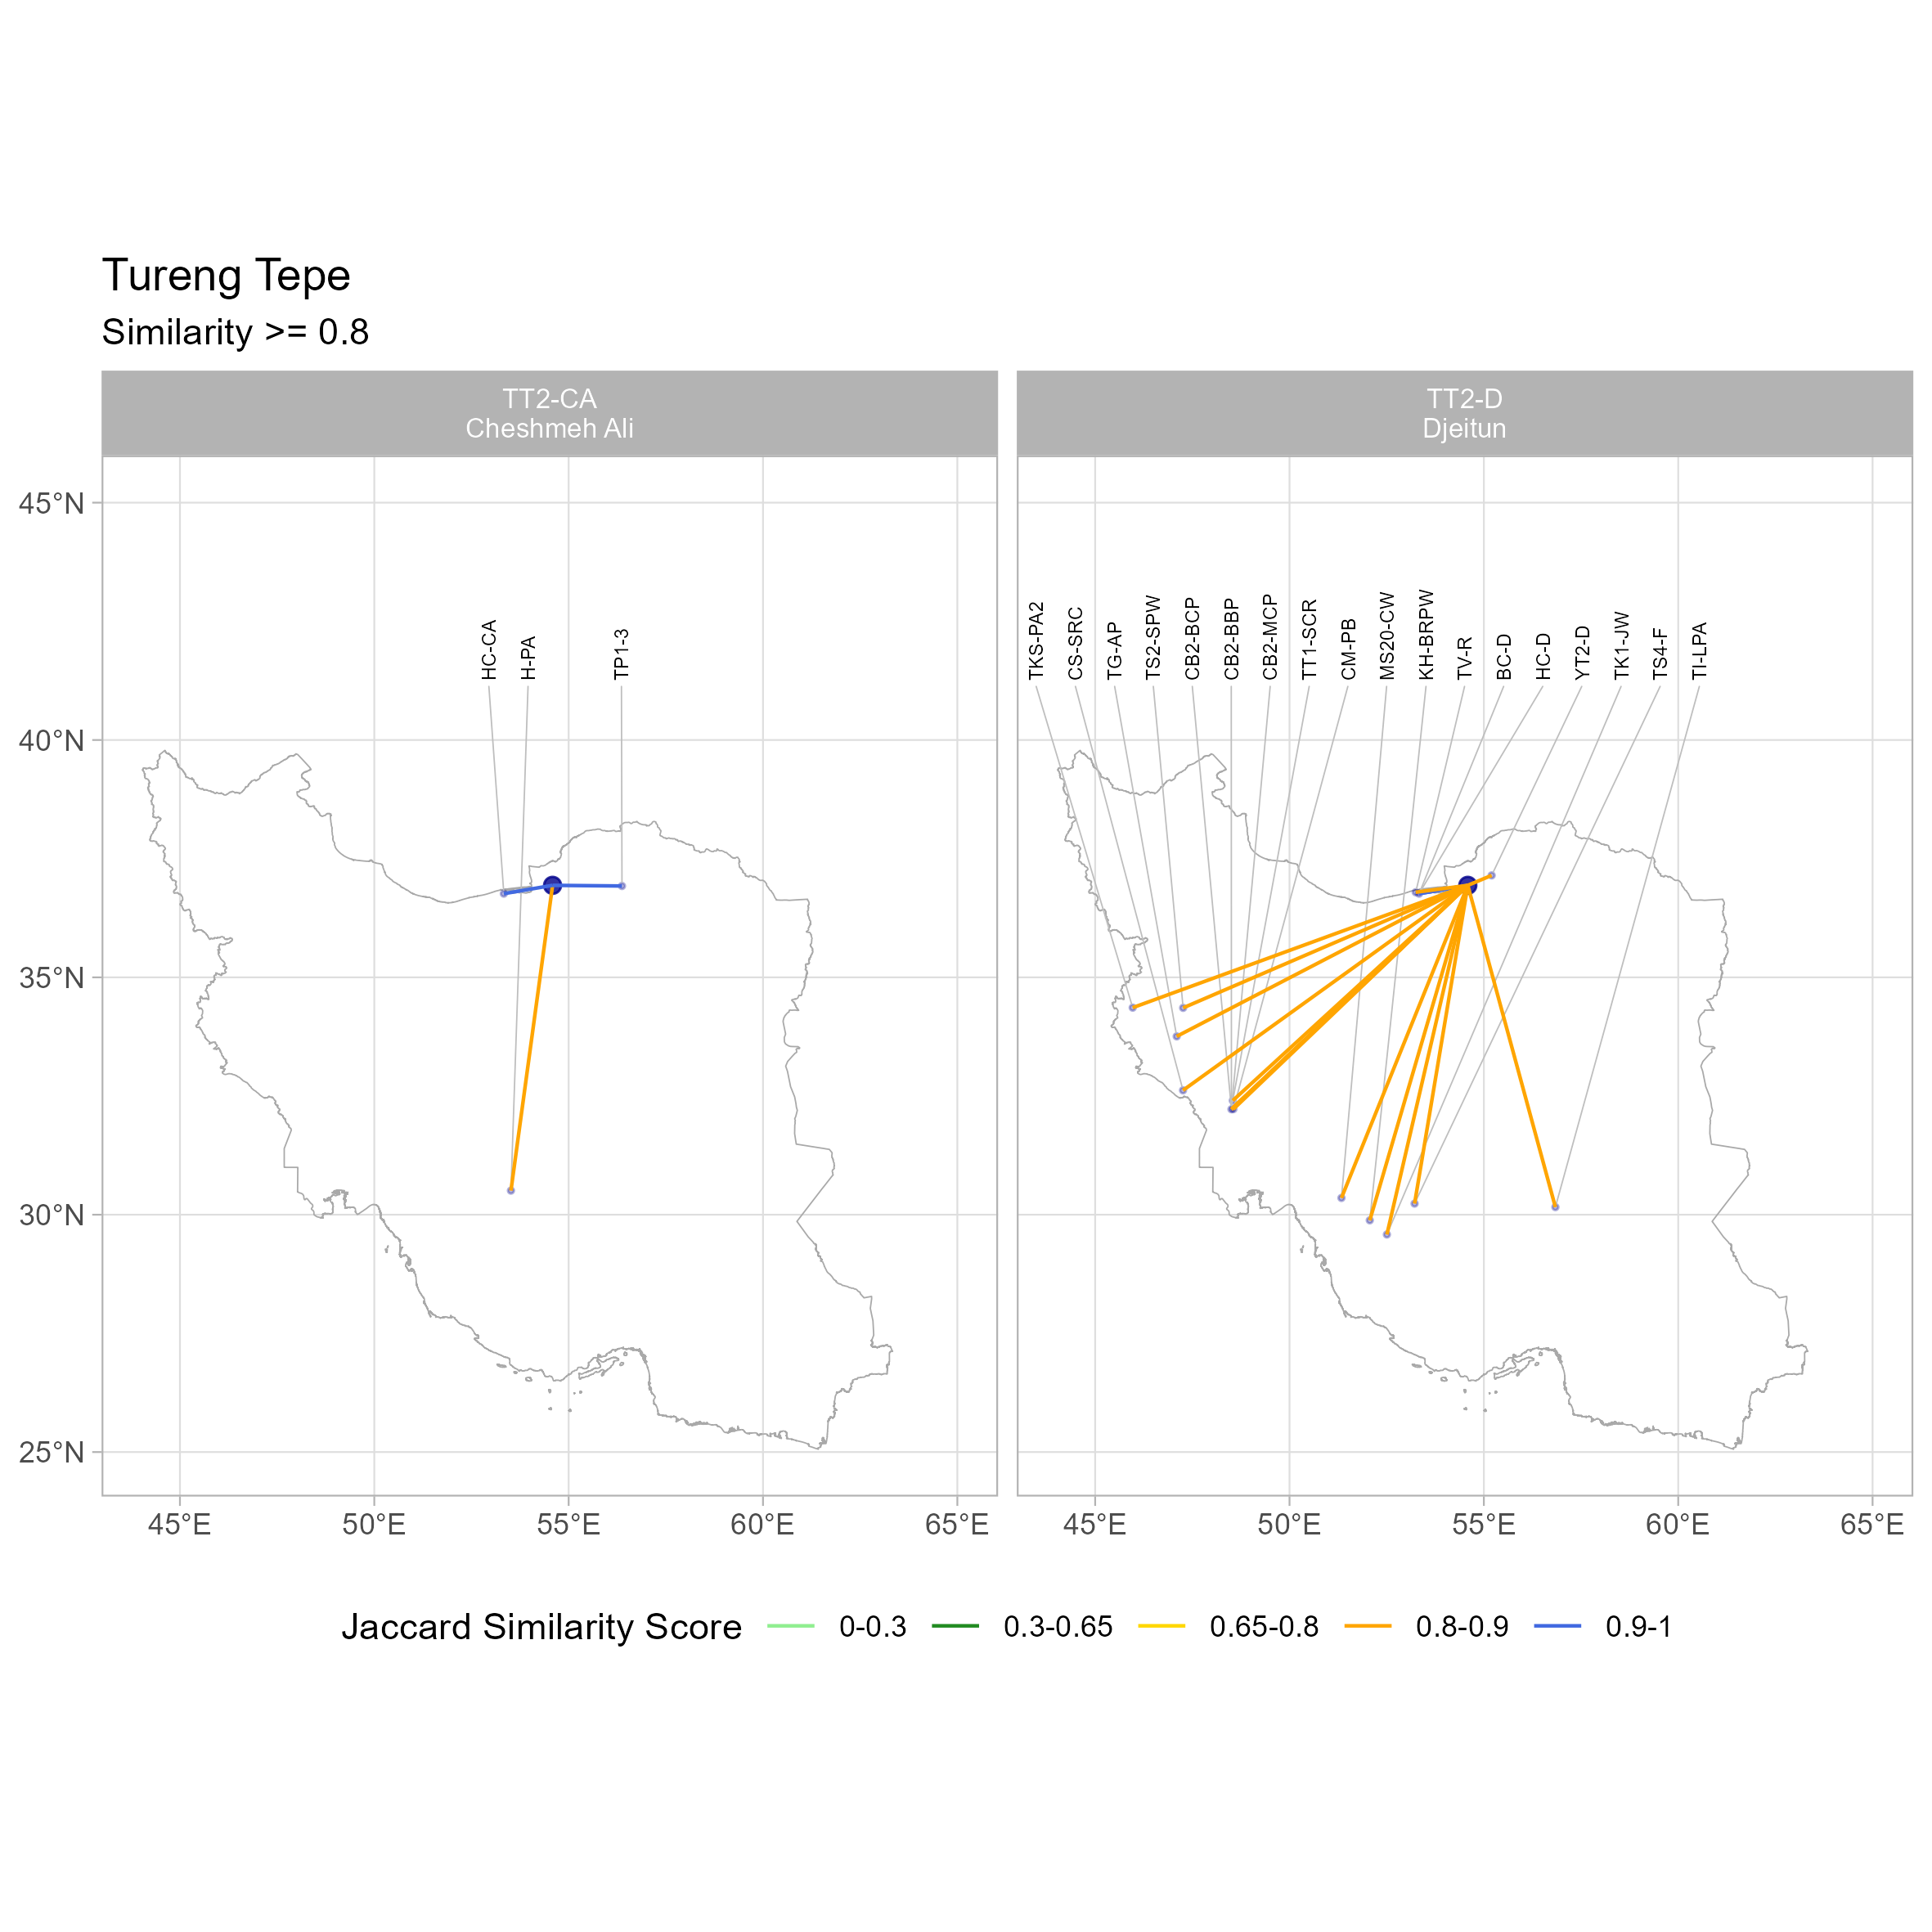 Tureng Tepe
Similarity >= 0.8
TT2-CA
Cheshmeh Ali
TT2-D
Djeitun
HC-CA
H-PA
TP1-3
TKS-PA2
CS-SRC
TG-AP
TS2-SPW
CB2-BCP
CB2-BBP
CB2-MCP
TT1-SCR
CM-PB
MS20-CW
KH-BRPW
TV-R
BC-D
HC-D
YT2-D
TK1-JW
TS4-F
TI-LPA
45°N
40°N
35°N
30°N
25°N
45°E 50°E 55°E 60°E 65°E
45°E 50°E 55°E 60°E 65°E
Jaccard Similarity Score 0-0.3 0.3-0.65 0.65-0.8 0.8-0.9 0.9-1